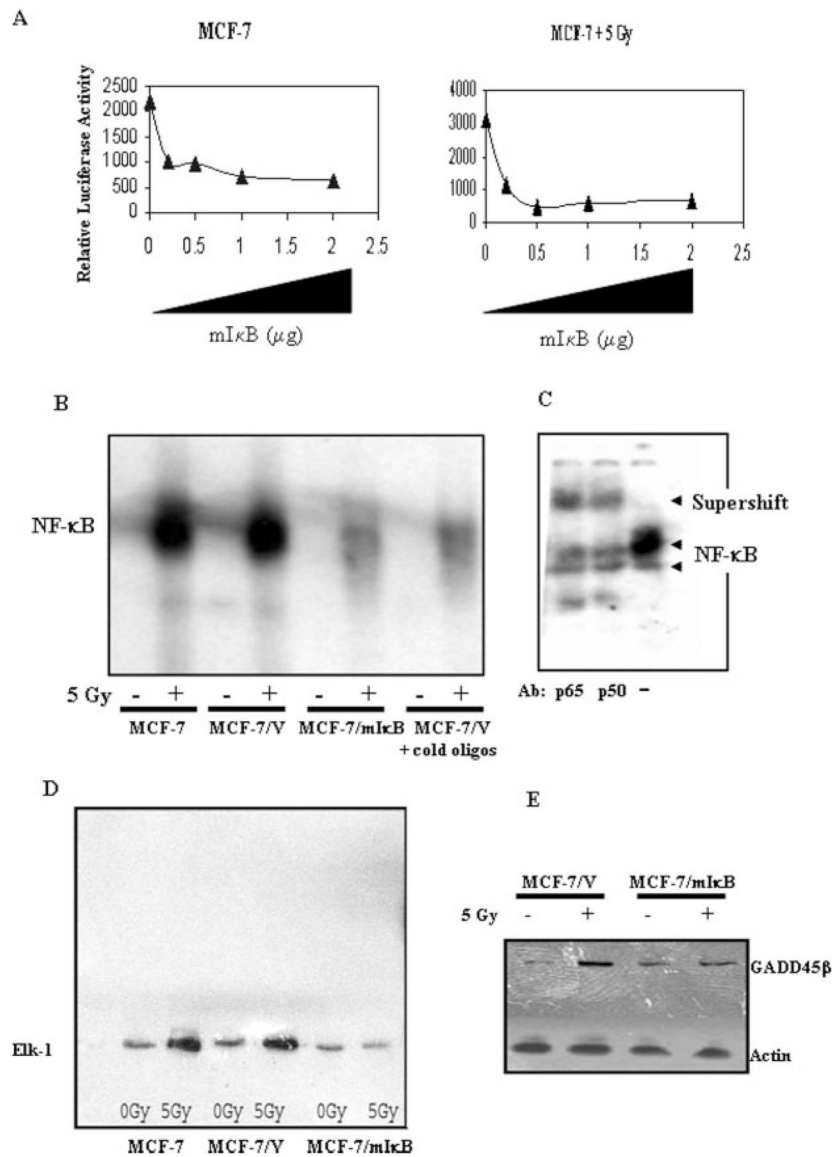 A
MCF-7
MCF-7+5 Gy
Relative Luciferase Activity
2500
2000
1500
1000
500
0
0 0.5 1 1.5 2 2.5
mIκB (μg)
4000
3000
2000
1000
0
0 0.5 1 1.5 2 2.5
mIκB (μg)
B
NF-κB
5 Gy - + - + - + - +
MCF-7 MCF-7/V MCF-7/mIκB MCF-7/V
+ cold oligos
C
Supershift
NF-κB
Ab: p65 p50 –
D
Elk-1
0Gy 5Gy 0Gy 5Gy 0Gy 5Gy
MCF-7 MCF-7/V MCF-7/mIκB
E
MCF-7/V MCF-7/mIκB
5 Gy - + - +
GADD45β
Actin